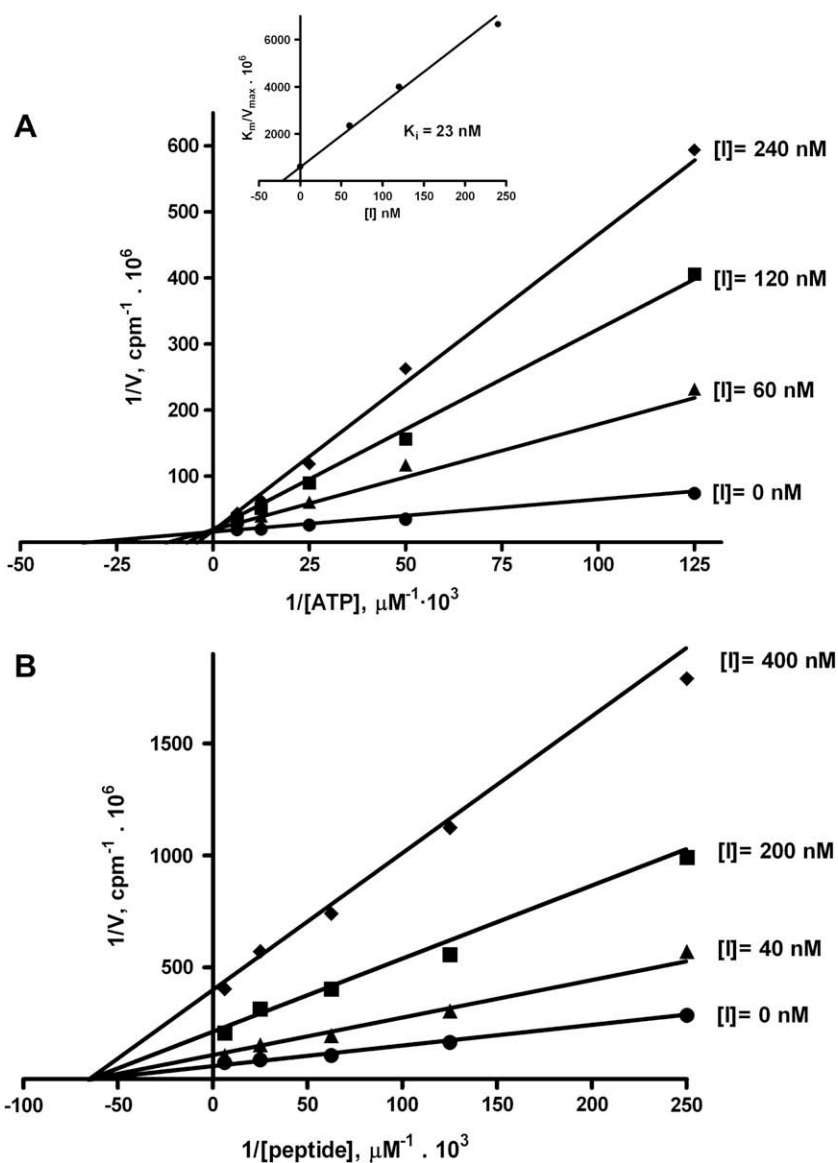 6000
4000
2000
K_m/V_max · 10^6
K_i = 23 nM
-50 0 50 100 150 200 250
[I] nM
A
600
500
400
300
200
100
1/V, cpm^-1 . 10^6
[I]= 240 nM
[I]= 120 nM
[I]= 60 nM
[I]= 0 nM
-50 -25 0 25 50 75 100 125
1/[ATP], μM^-1·10^3
B
1500
1000
500
1/V, cpm^-1 . 10^6
[I]= 400 nM
[I]= 200 nM
[I]= 40 nM
[I]= 0 nM
-100 -50 0 50 100 150 200 250
1/[peptide], μM^-1 . 10^3